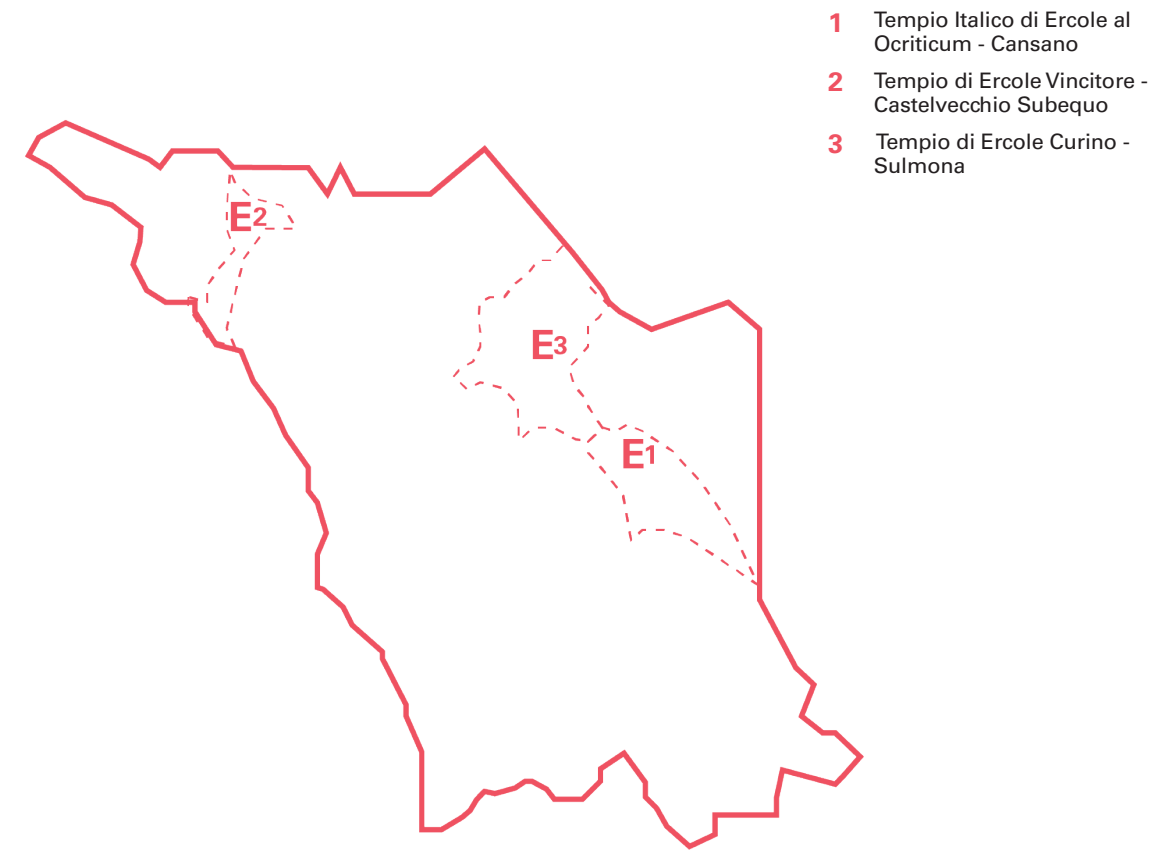 1 Tempio Italico di Ercole al
Ocriticum - Cansano
2 Tempio di Ercole Vincitore -
Castelvecchio Subequo
3 Tempio di Ercole Curino -
Sulmona
E2
E3
E1